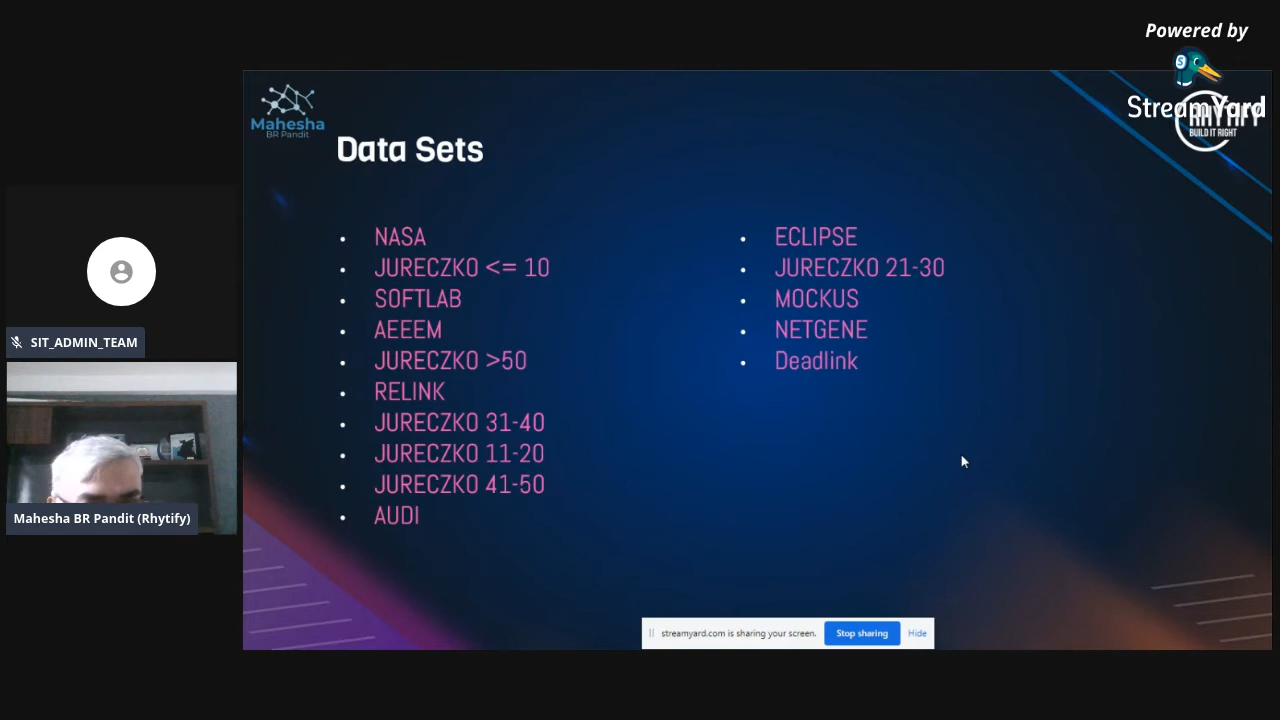 Powered by
StreamYard
RHYTIFY
BUILD IT RIGHT
Mahesha
BR Pandit
Data Sets
NASA
JURECZKO <= 10
SOFTLAB
AEEEM
JURECZKO >50
RELINK
JURECZKO 31-40
JURECZKO 11-20
JURECZKO 41-50
AUDI
ECLIPSE
JURECZKO 21-30
MOCKUS
NETGENE
Deadlink
SIT_ADMIN_TEAM
Mahesha BR Pandit (Rhytify)
streamyard.com is sharing your screen.
Stop sharing
Hide